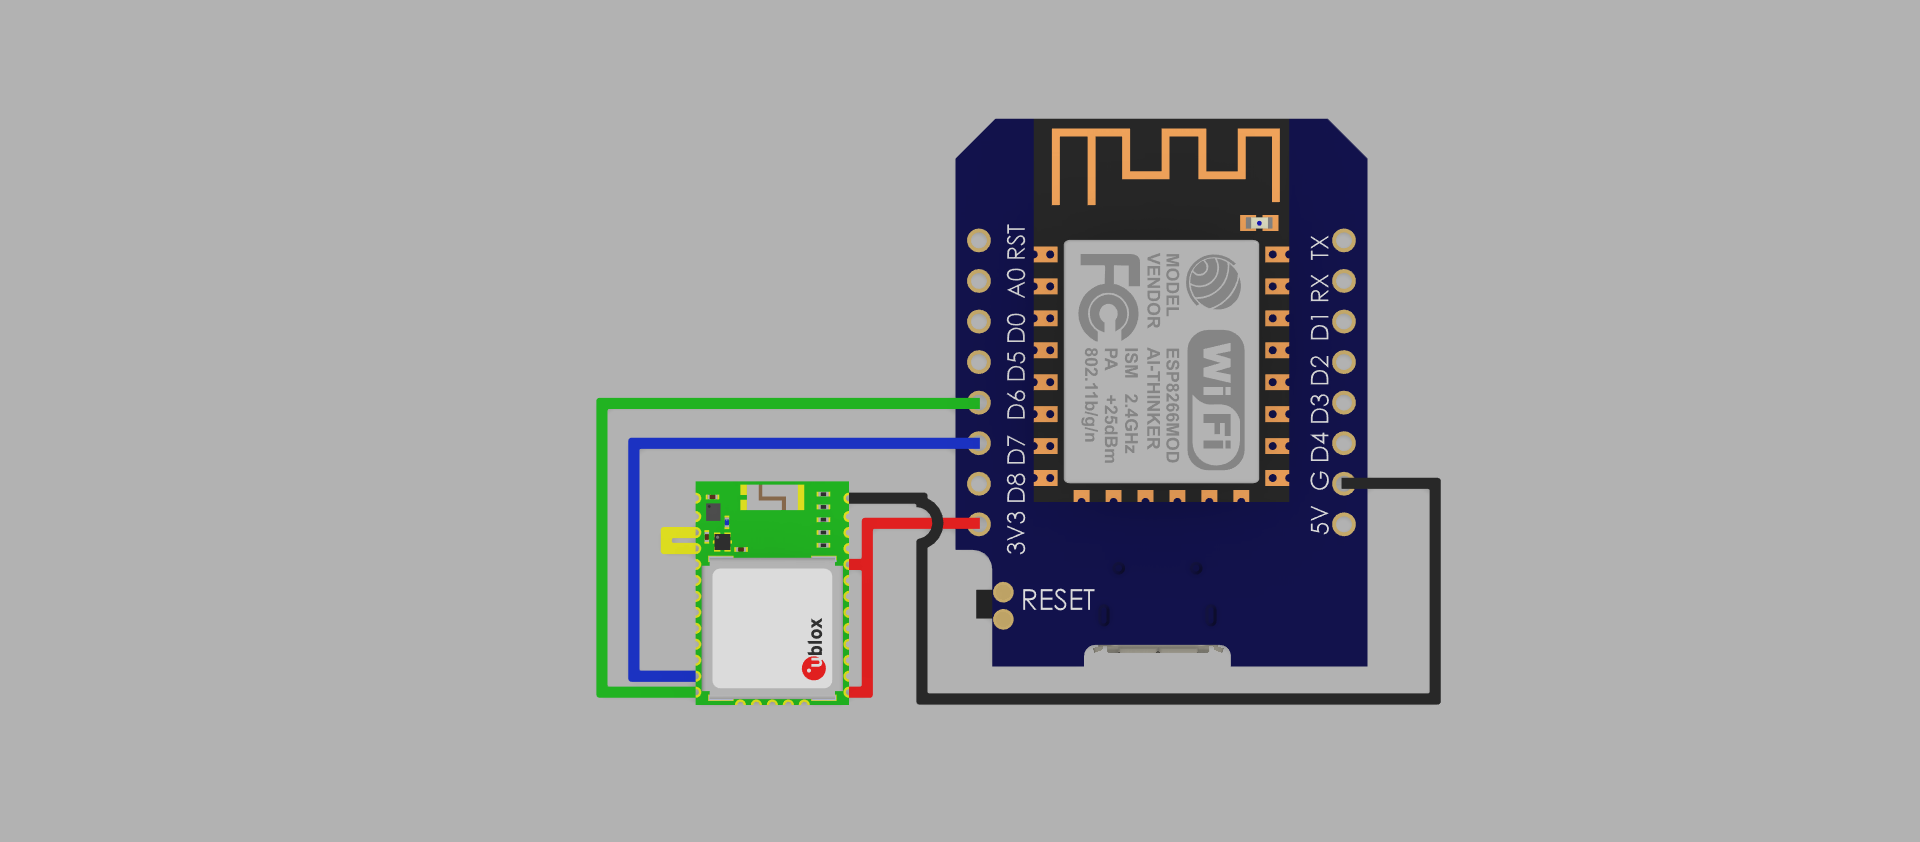 RST
A0
D0
D5
D6
D7
D8
3V3
RESET
FC
MODEL ESP8266MOD
VENDOR AI-THINKER
ISM 2.4GHz
PA +25dBm
802.11b/g/n
WiFi
TX
RX
D1
D2
D3
D4
G
5V
ublox